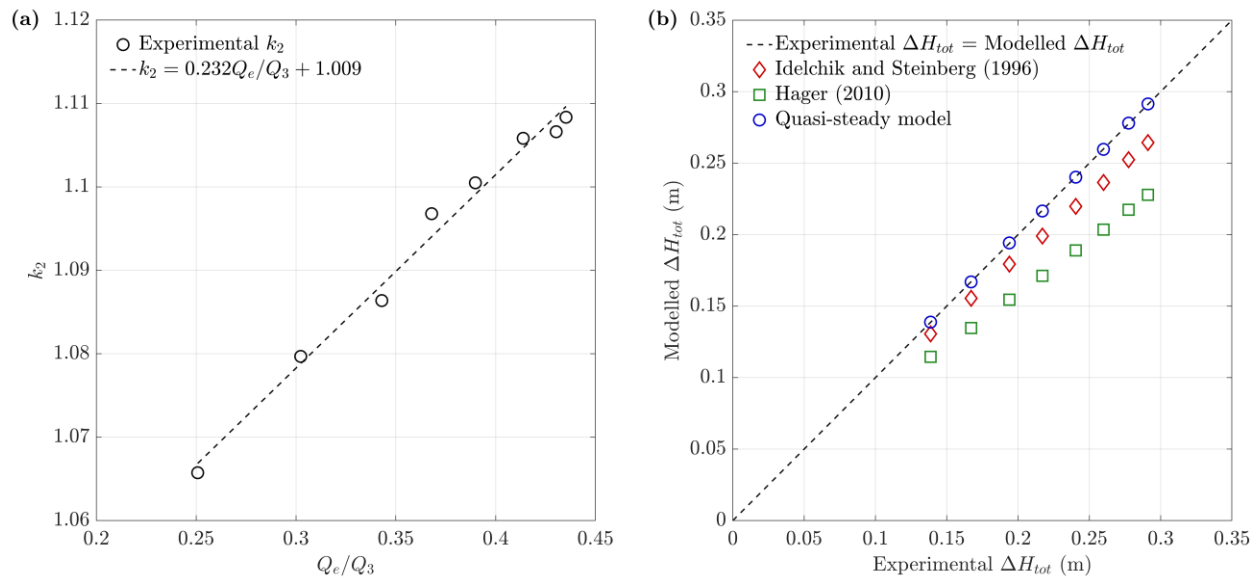 (a)
1.12
1.11
1.1
1.09
1.08
1.07
1.06
k₂
Experimental k₂
k₂ = 0.232Qₑ/Q₃ + 1.009
0.2 0.25 0.3 0.35 0.4 0.45
Qₑ/Q₃
(b)
0.35
0.3
0.25
0.2
0.15
0.1
0.05
0
Modelled ΔH_tot (m)
Experimental ΔH_tot = Modelled ΔH_tot
Idelchik and Steinberg (1996)
Hager (2010)
Quasi-steady model
0 0.05 0.1 0.15 0.2 0.25 0.3 0.35
Experimental ΔH_tot (m)